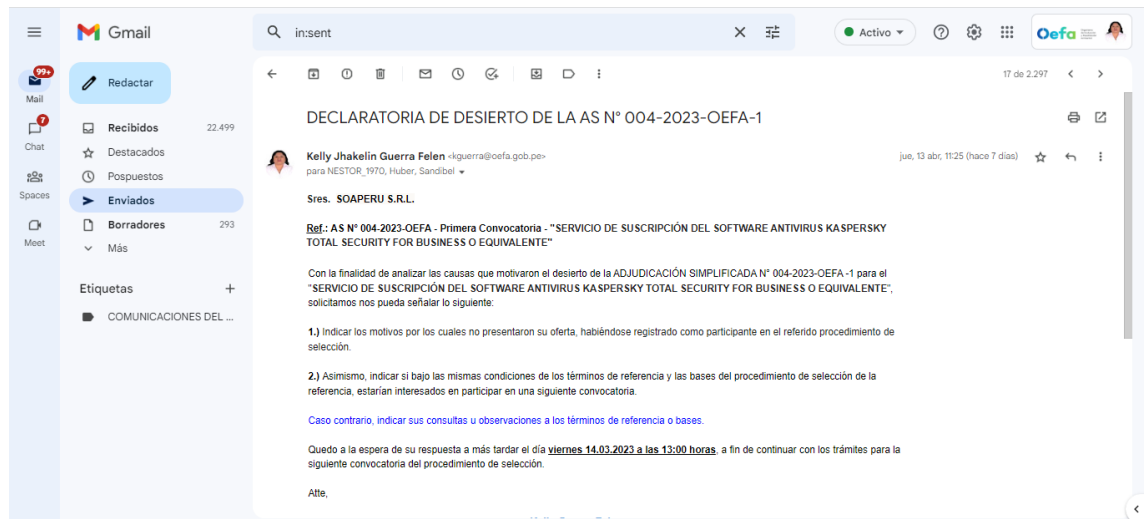 Gmail
in:sent
Activo
Oefa
99+
Mail
Redactar
17 de 2.297
7
Chat
Recibidos 22.499
DECLARATORIA DE DESIERTO DE LA AS N° 004-2023-OEFA-1
Destacados
Kelly Jhakelin Guerra Felen <kguerra@oefa.gob.pe>
jue, 13 abr, 11:25 (hace 7 días)
para NESTOR_1970, Huber, Sandibel
Pospuestos
Spaces
Enviados
Sres. SOAPERU S.R.L.
Borradores 293
Meet
Más
Ref.: AS N° 004-2023-OEFA - Primera Convocatoria - "SERVICIO DE SUSCRIPCIÓN DEL SOFTWARE ANTIVIRUS KASPERSKY
TOTAL SECURITY FOR BUSINESS O EQUIVALENTE"
Con la finalidad de analizar las causas que motivaron el desierto de la ADJUDICACIÓN SIMPLIFICADA N° 004-2023-OEFA -1 para el
"SERVICIO DE SUSCRIPCIÓN DEL SOFTWARE ANTIVIRUS KASPERSKY TOTAL SECURITY FOR BUSINESS O EQUIVALENTE",
solicitamos nos pueda señalar lo siguiente:
Etiquetas
COMUNICACIONES DEL ...
1.) Indicar los motivos por los cuales no presentaron su oferta, habiéndose registrado como participante en el referido procedimiento de
selección.
2.) Asimismo, indicar si bajo las mismas condiciones de los términos de referencia y las bases del procedimiento de selección de la
referencia, estarían interesados en participar en una siguiente convocatoria.
Caso contrario, indicar sus consultas u observaciones a los términos de referencia o bases.
Quedo a la espera de su respuesta a más tardar el día viernes 14.03.2023 a las 13:00 horas, a fin de continuar con los trámites para la
siguiente convocatoria del procedimiento de selección.
Atte,